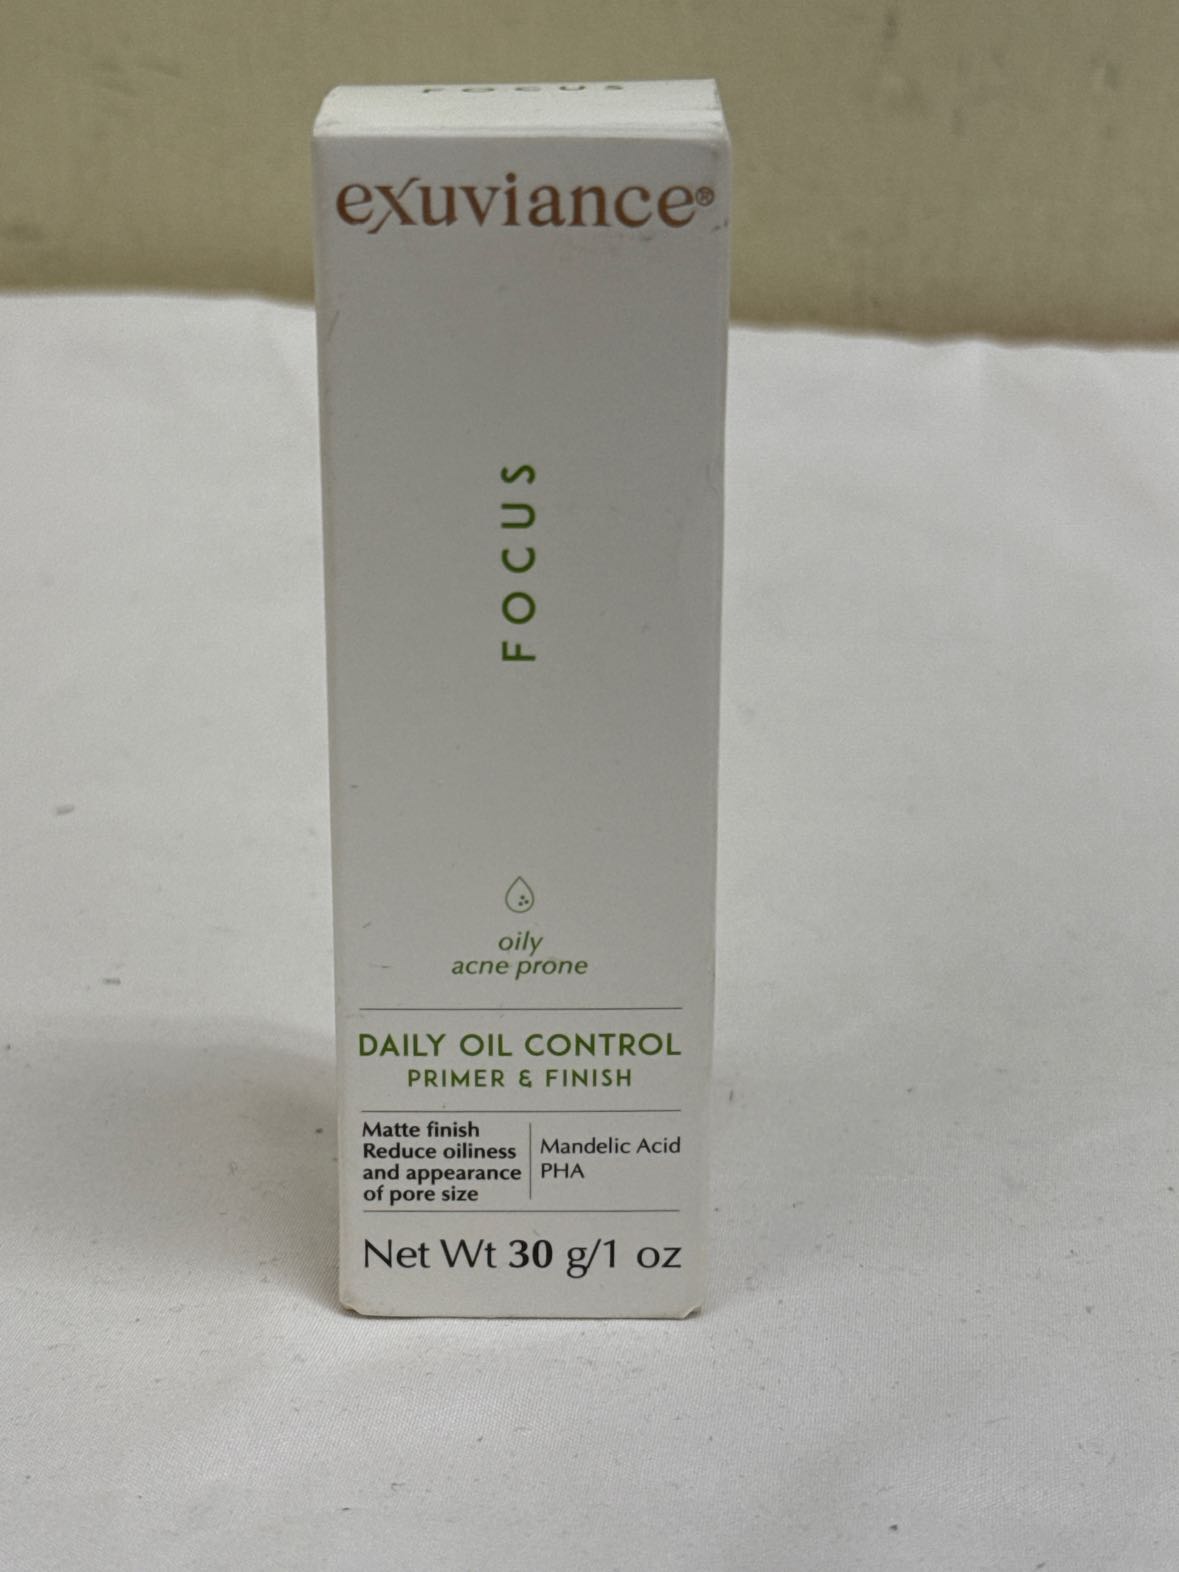 FOCUS
exuviance®
FOCUS
oily
acne prone
DAILY OIL CONTROL
PRIMER & FINISH
Matte finish
Reduce oiliness
and appearance
of pore size
Mandelic Acid
PHA
Net Wt 30 g/1 oz